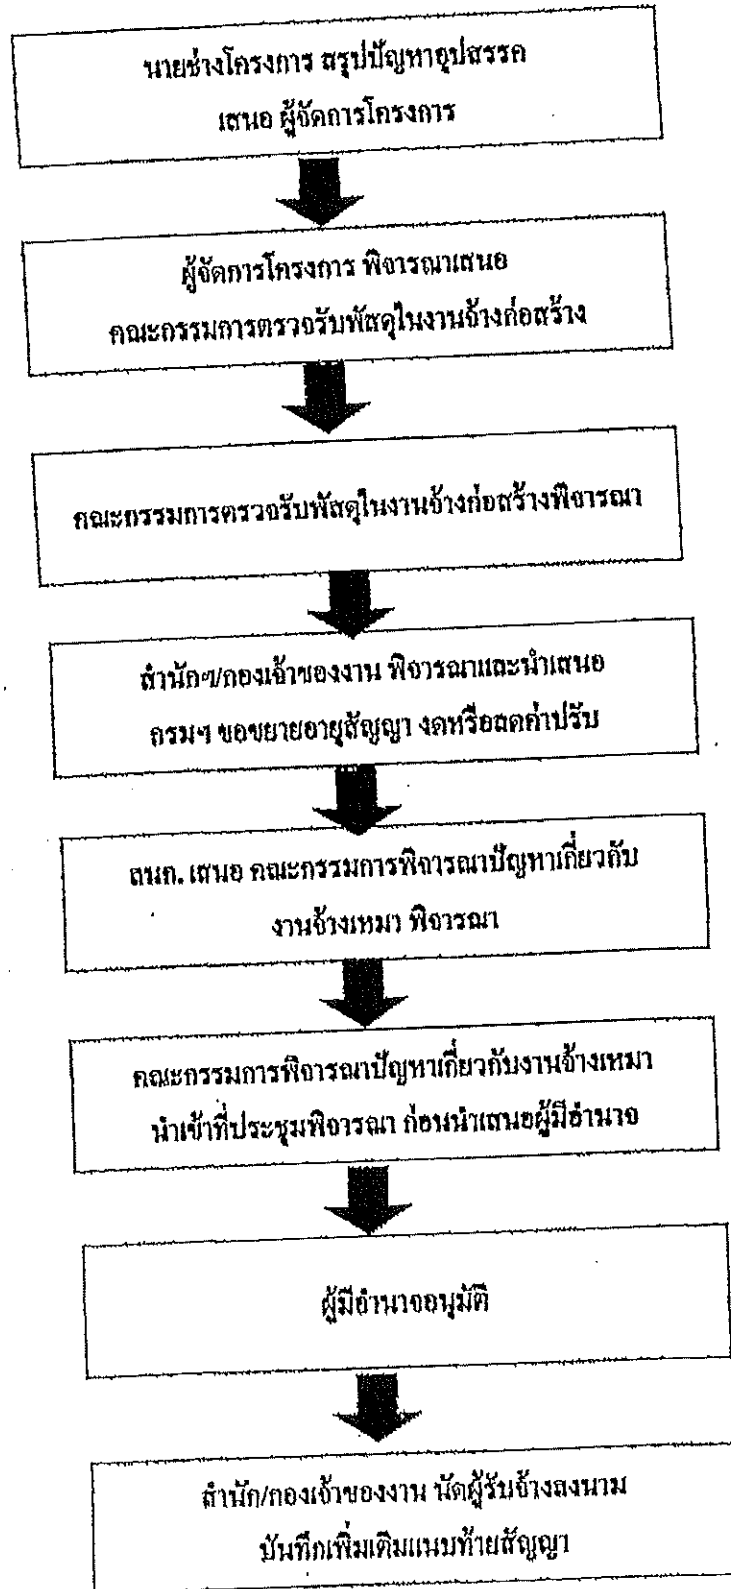 นายช่างโครงการ สรุปปัญหาอุปสรรค
เสนอ ผู้จัดการโครงการ
ผู้จัดการโครงการ พิจารณาเสนอ
คณะกรรมการตรวจรับพัสดุในงานจ้างก่อสร้าง
คณะกรรมการตรวจรับพัสดุในงานจ้างก่อสร้างพิจารณา
สำนักฯ/กองเจ้าของงาน พิจารณาและนำเสนอ
กรมฯ ขอขยายอายุสัญญา งดหรือลดค่าปรับ
สนก. เสนอ คณะกรรมการพิจารณาปัญหาเกี่ยวกับ
งานจ้างเหมา พิจารณา
คณะกรรมการพิจารณาปัญหาเกี่ยวกับงานจ้างเหมา
นำเข้าที่ประชุมพิจารณา ก่อนนำเสนอผู้มีอำนาจ
ผู้มีอำนาจอนุมัติ
สำนัก/กองเจ้าของงาน นัดผู้รับจ้างลงนาม
บันทึกเพิ่มเติมแนบท้ายสัญญา